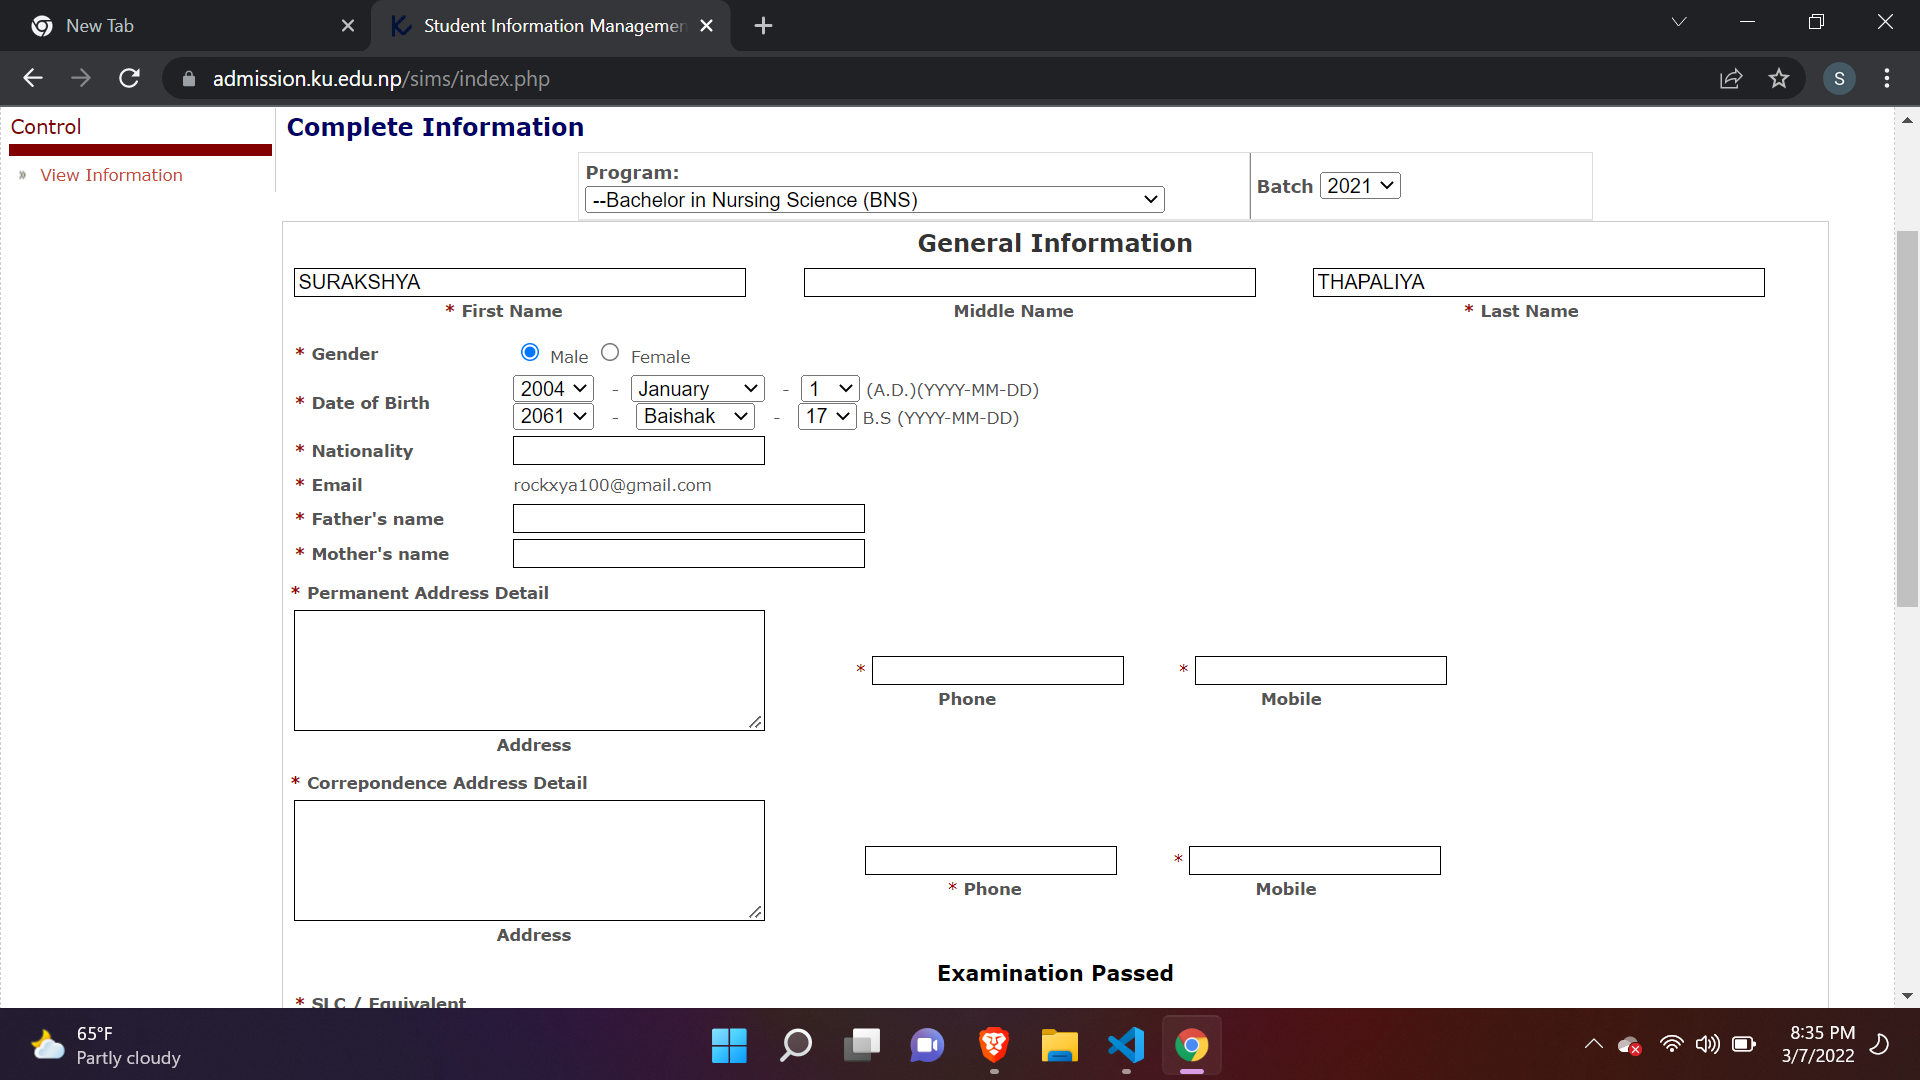 New Tab
Student Information Managemen
admission.ku.edu.np/sims/index.php
S
Control
View Information
Complete Information
Program:
--Bachelor in Nursing Science (BNS)
Batch 2021
General Information
SURAKSHYA
THAPALIYA
* First Name
Middle Name
* Last Name
* Gender
Male
Female
* Date of Birth
2004 - January - 1 (A.D.)(YYYY-MM-DD)
2061 - Baishak - 17 B.S (YYYY-MM-DD)
* Nationality
* Email
rockxya100@gmail.com
* Father's name
* Mother's name
* Permanent Address Detail
*
*
Phone
Mobile
Address
* Correpondence Address Detail
*
* Phone
Mobile
Address
Examination Passed
* SLC / Equivalent
65°F
Partly cloudy
8:35 PM
3/7/2022